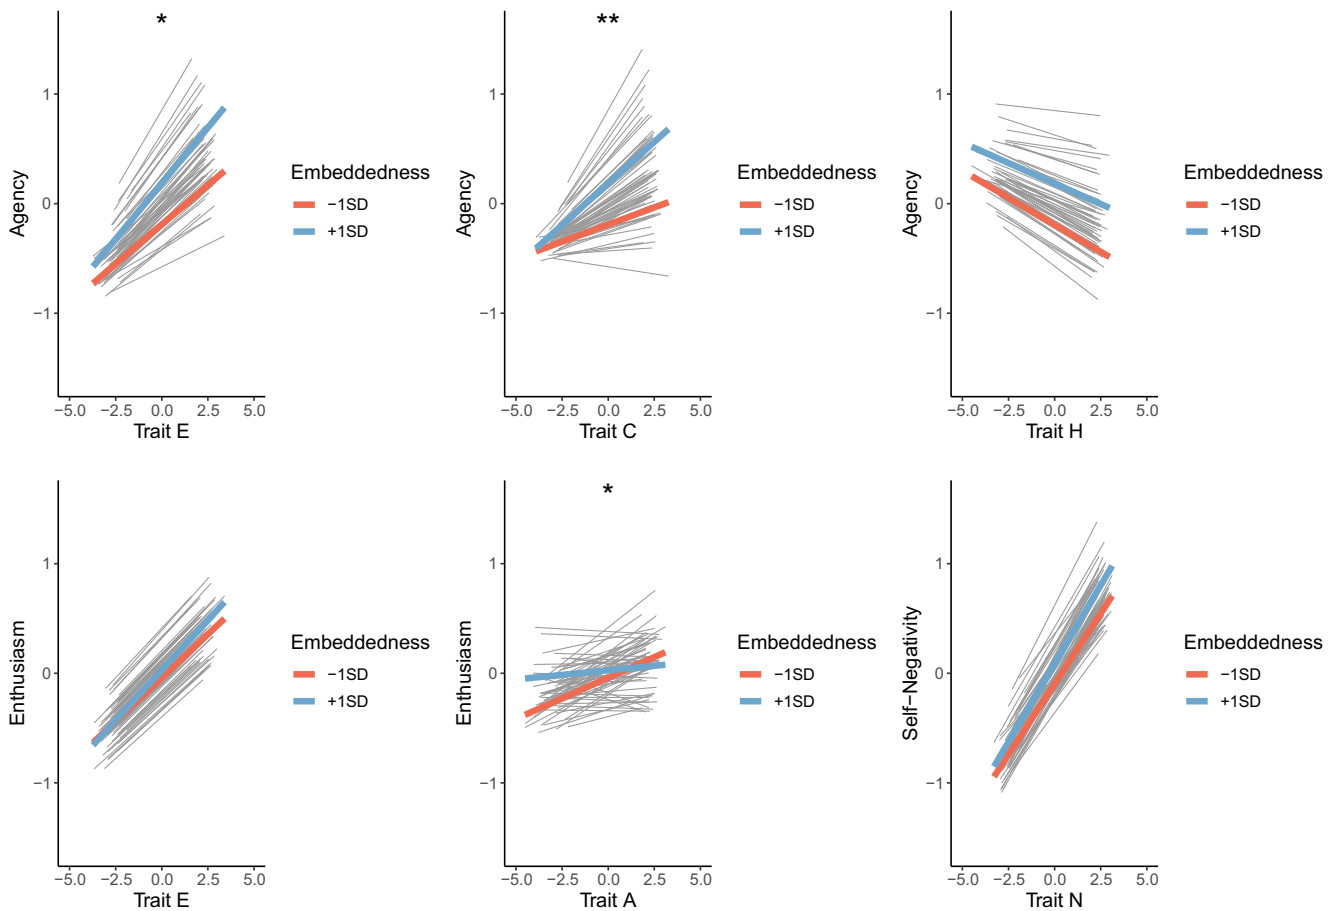 *
Agency
1
0
−1
−5.0 −2.5 0.0 2.5 5.0
Trait E
Embeddedness
−1SD
+1SD
**
Agency
1
0
−1
−5.0 −2.5 0.0 2.5 5.0
Trait C
Embeddedness
−1SD
+1SD
Agency
1
0
−1
−5.0 −2.5 0.0 2.5 5.0
Trait H
Embeddedness
−1SD
+1SD
Enthusiasm
1
0
−1
−5.0 −2.5 0.0 2.5 5.0
Trait E
Embeddedness
−1SD
+1SD
*
Enthusiasm
1
0
−1
−5.0 −2.5 0.0 2.5 5.0
Trait A
Embeddedness
−1SD
+1SD
Self−Negativity
1
0
−1
−5.0 −2.5 0.0 2.5 5.0
Trait N
Embeddedness
−1SD
+1SD